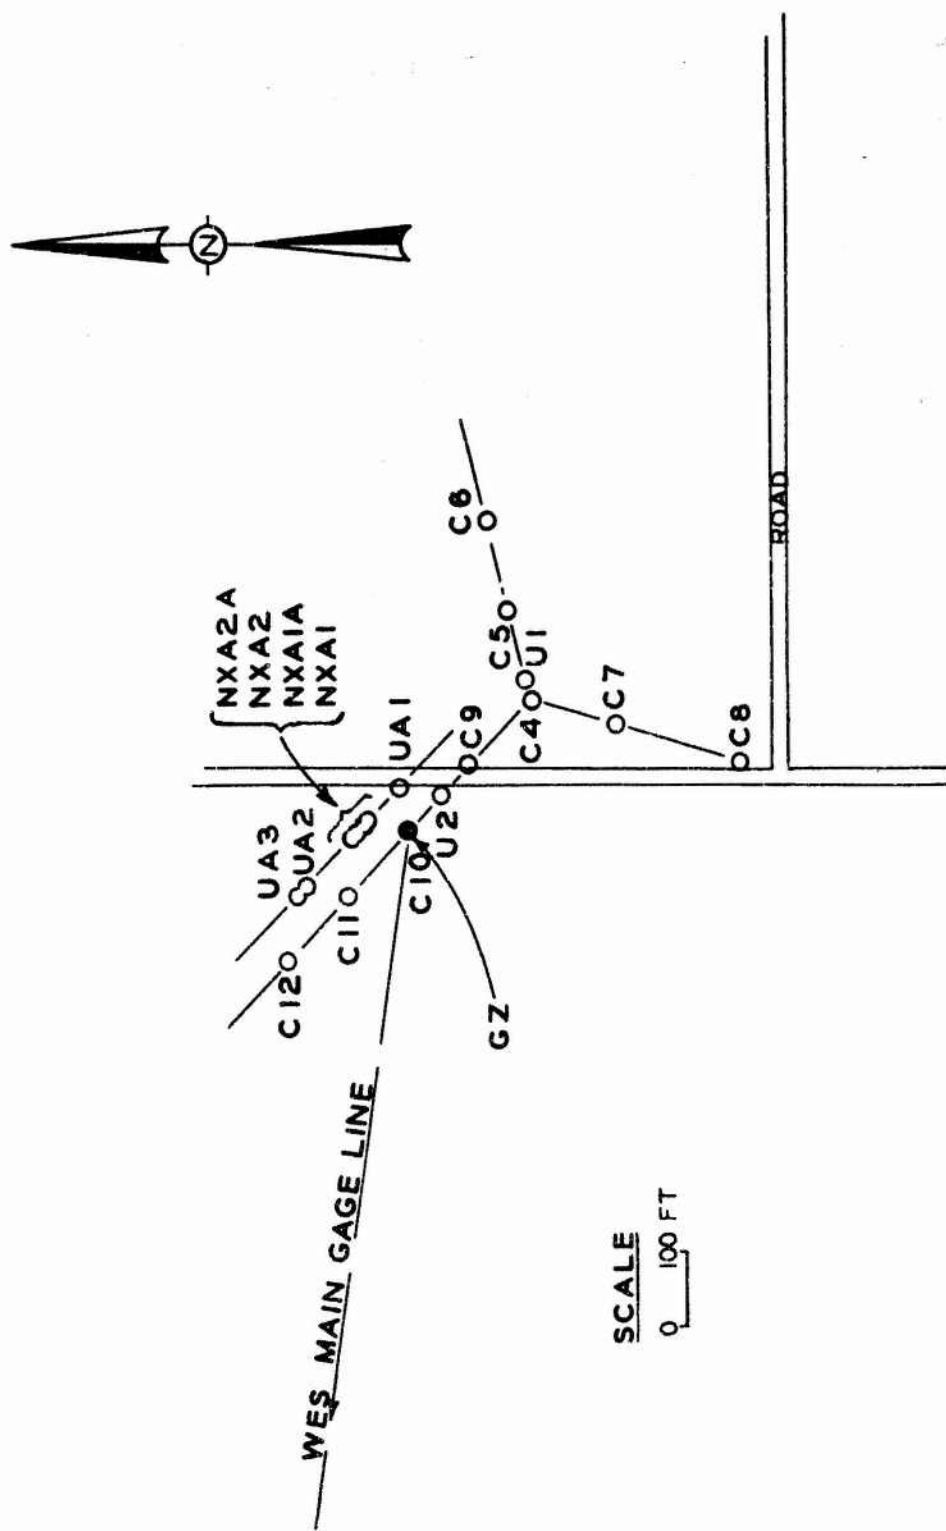 NXA2A
NXA2
NXA1A
NXA1
UA3
UA2
UA1
C12
C11
C10
U2
C9
C4
U1
C5
C6
C7
C8
GZ
WES MAIN GAGE LINE
ROAD
N
SCALE
0 100 FT